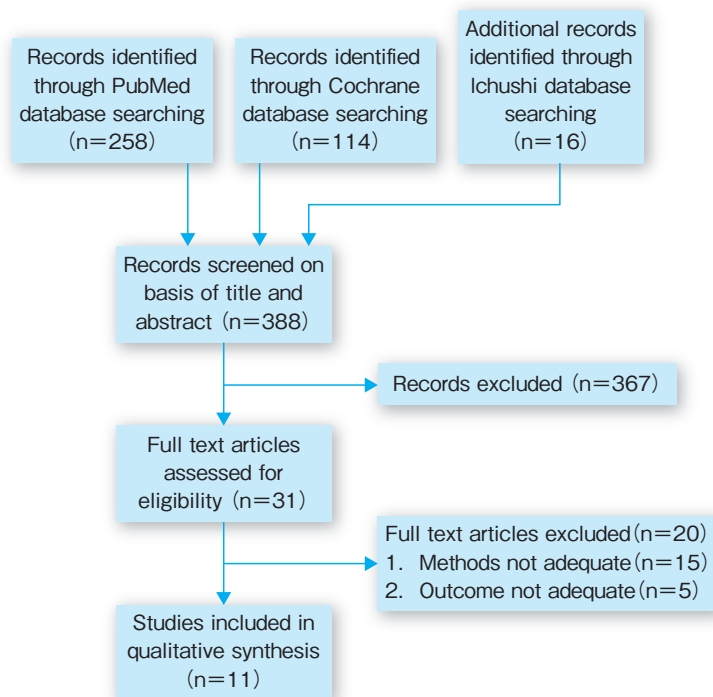 Records identified
through PubMed
database searching
(n=258)
Records identified
through Cochrane
database searching
(n=114)
Additional records
identified through
Ichushi database
searching
(n=16)
Records screened on
basis of title and
abstract (n=388)
Records excluded (n=367)
Full text articles
assessed for
eligibility (n=31)
Full text articles excluded(n=20)
1. Methods not adequate(n=15)
2. Outcome not adequate(n=5)
Studies included in
qualitative synthesis
(n=11)